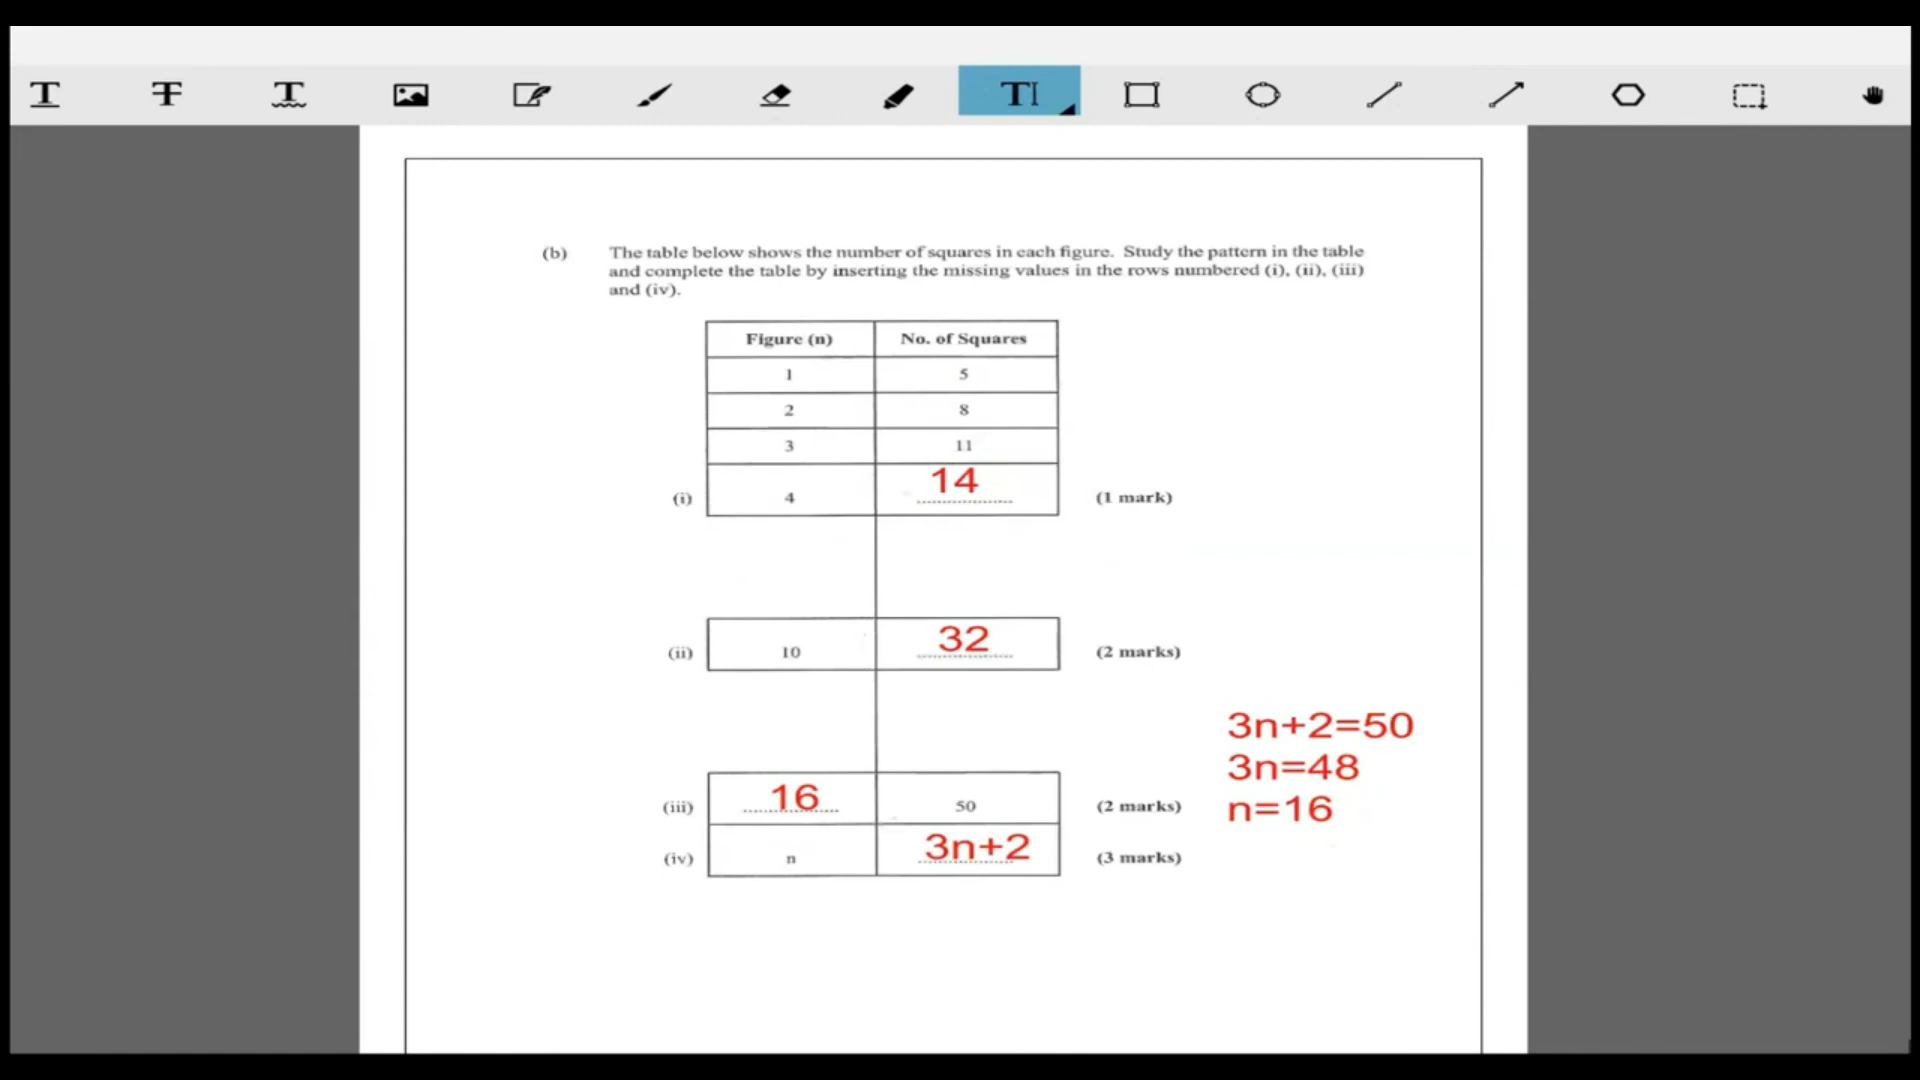 (b) The table below shows the number of squares in each figure. Study the pattern in the table
and complete the table by inserting the missing values in the rows numbered (i), (ii), (iii)
and (iv).
Figure (n) No. of Squares
1 5
2 8
3 11
(i) 4 14 (1 mark)
(ii) 10 32 (2 marks)
3n+2=50
3n=48
(iii) 16 50 (2 marks) n=16
(iv) n 3n+2 (3 marks)